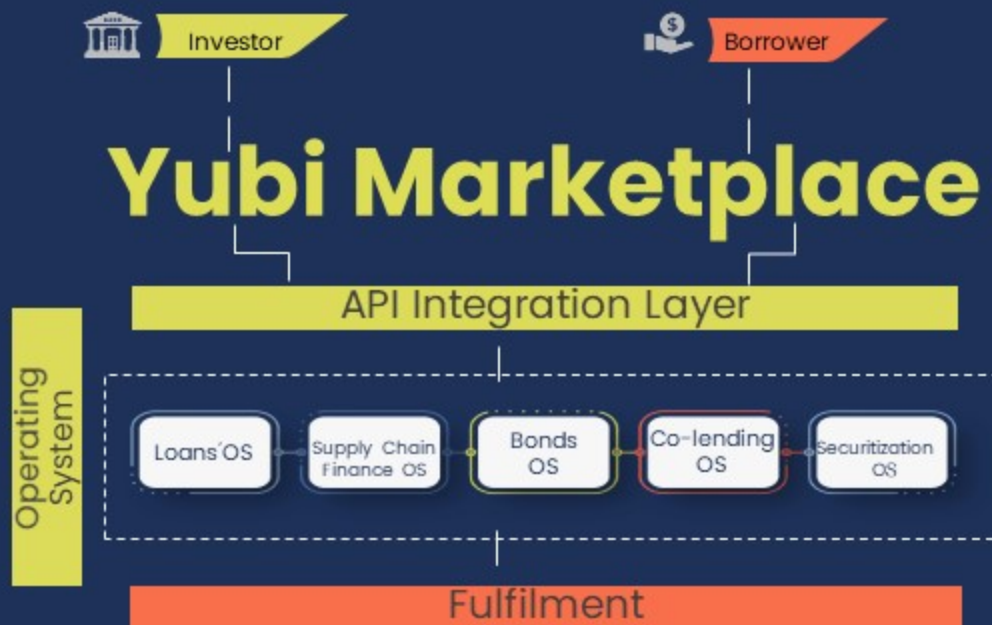 Investor
Borrower
Yubi Marketplace
API Integration Layer
Operating
System
Loans'OS
Supply Chain
Finance OS
Bonds
OS
Co-lending
OS
Securitization
OS
Fulfilment